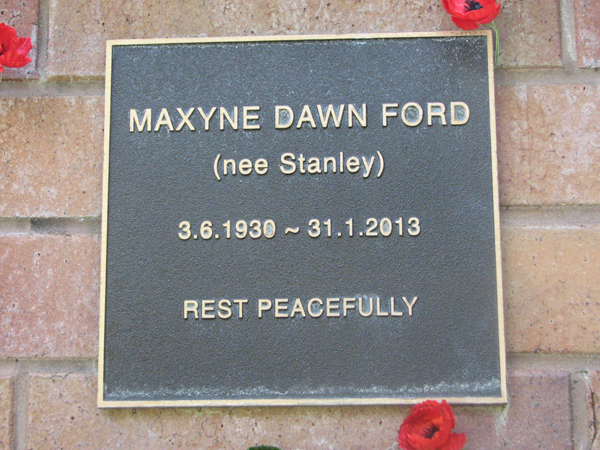 MAXYNE DAWN FORD
(nee Stanley)
3.6.1930 ~ 31.1.2013
REST PEACEFULLY